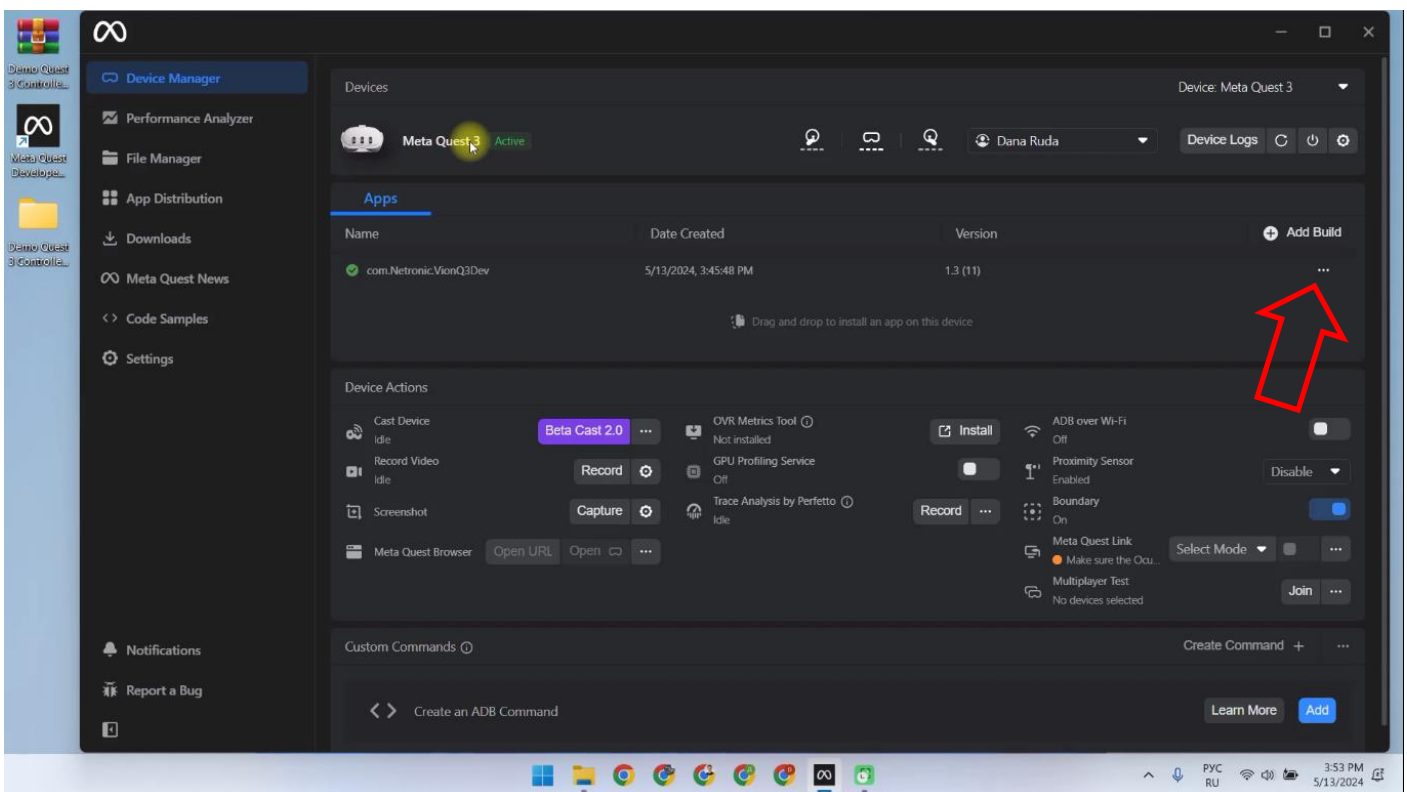 Demo Quest
3 Controlle...
Meta Quest
Develope...
Demo Quest
3 Controlle...
Device Manager
Performance Analyzer
File Manager
App Distribution
Downloads
Meta Quest News
Code Samples
Settings
Notifications
Report a Bug
Devices
Device: Meta Quest 3
Meta Quest 3 Active
Dana Ruda
Device Logs
Apps
Name Date Created Version Add Build
com.Netronic.VionQ3Dev 5/13/2024, 3:45:48 PM 1.3 (11) ...
Drag and drop to install an app on this device
Device Actions
Cast Device
Idle
Beta Cast 2.0 ...
Record Video
Idle
Record
Screenshot
Capture
Meta Quest Browser Open URL Open ...
OVR Metrics Tool
Not installed
Install
GPU Profiling Service
Off
Trace Analysis by Perfetto
Idle
Record ...
ADB over Wi-Fi
Off
Proximity Sensor
Enabled
Disable
Boundary
On
Meta Quest Link
Make sure the Ocu...
Select Mode ...
Multiplayer Test
No devices selected
Join ...
Custom Commands
Create Command + ...
Create an ADB Command
Learn More Add
РУС
RU
3:53 PM
5/13/2024